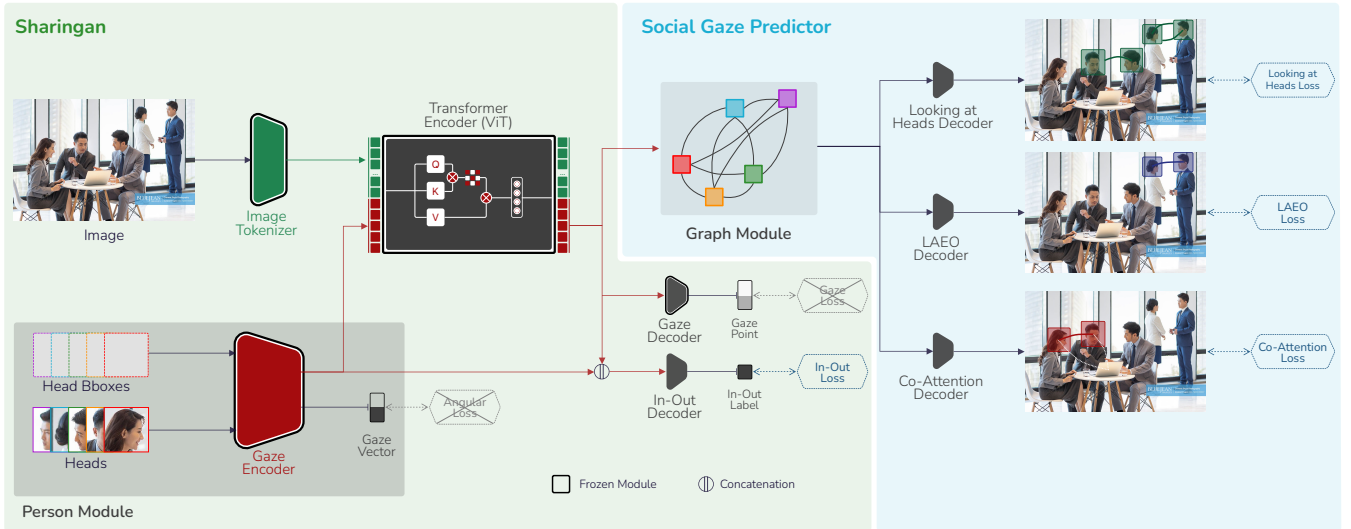 Sharingan
Social Gaze Predictor
Transformer
Encoder (ViT)
Q
K
V
Image
Image
Tokenizer
Graph Module
Looking at
Heads Decoder
Looking at
Heads Loss
LAEO
Decoder
LAEO
Loss
Co-Attention
Decoder
Co-Attention
Loss
Gaze
Decoder
Gaze
Point
Gaze
Loss
In-Out
Decoder
In-Out
Label
In-Out
Loss
Head Bboxes
Heads
Gaze
Encoder
Gaze
Vector
Angular
Loss
Person Module
Frozen Module
Concatenation